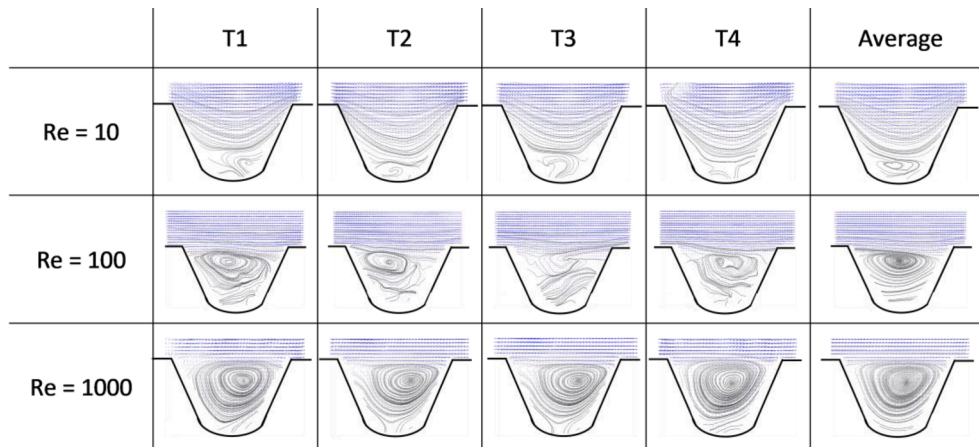 T1 T2 T3 T4 Average
Re = 10
Re = 100
Re = 1000